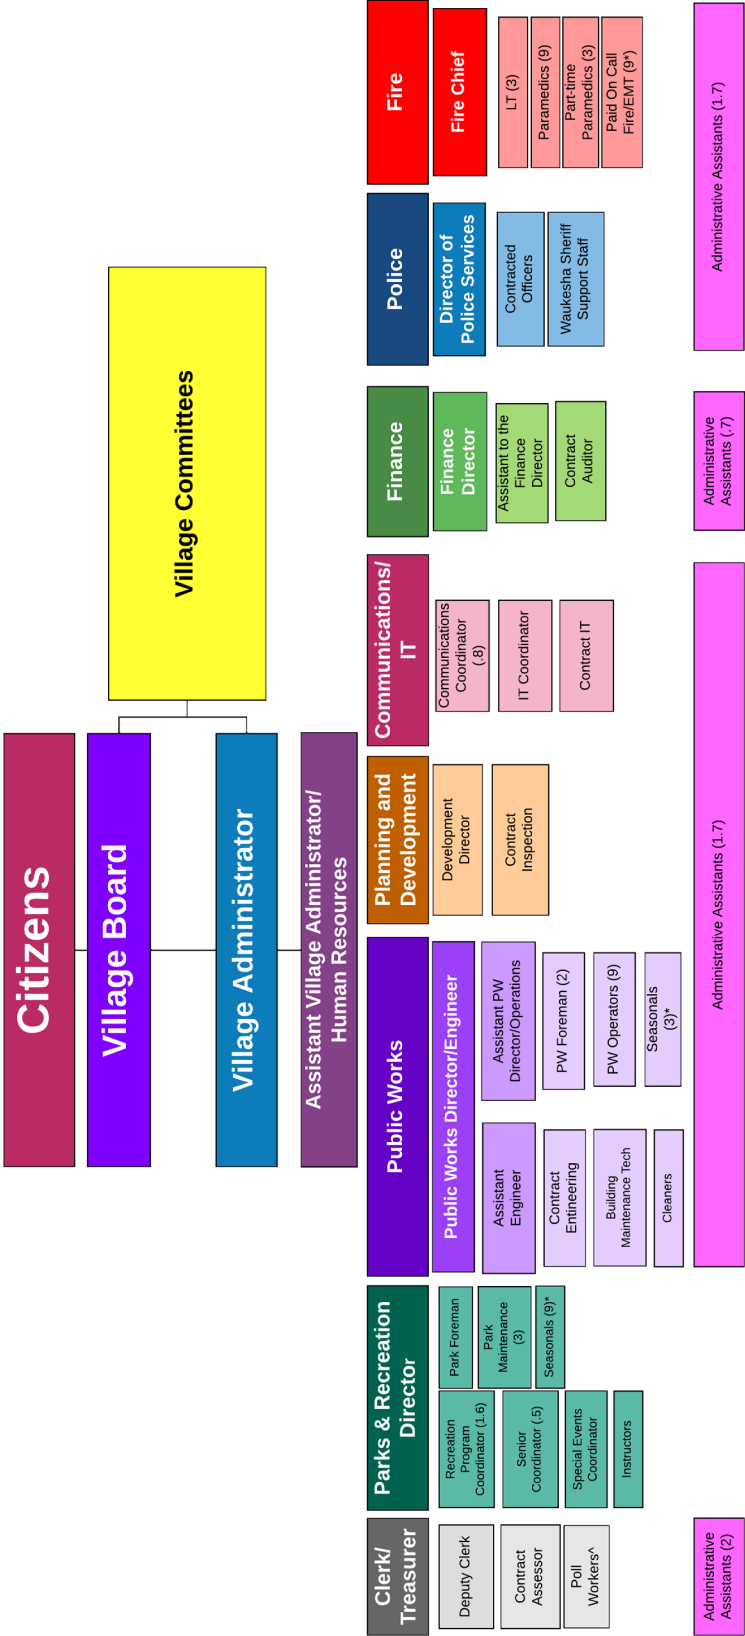 Citizens
Village Board
Village Committees
Village Administrator
Assistant Village Administrator/
Human Resources
Clerk/
Treasurer
Deputy Clerk
Contract
Assessor
Poll
Workers^
Administrative
Assistants (2)
Parks & Recreation
Director
Recreation
Program
Coordinator (1.6)
Senior
Coordinator (.5)
Special Events
Coordinator
Instructors
Park Foreman
Park
Maintenance
(3)
Seasonals (9)*
Public Works
Public Works Director/Engineer
Assistant
Engineer
Contract
Entineering
Building
Maintenance Tech
Cleaners
Assistant PW
Director/Operations
PW Foreman (2)
PW Operators (9)
Seasonals
(3)*
Planning and
Development
Development
Director
Contract
Inspection
Communications/
IT
Communications
Coordinator
(.8)
IT Coordinator
Contract IT
Administrative Assistants (1.7)
Finance
Finance
Director
Assistant to the
Finance
Director
Contract
Auditor
Administrative
Assistants (.7)
Police
Director of
Police Services
Contracted
Officers
Waukesha Sheriff
Support Staff
Fire
Fire Chief
LT (3)
Paramedics (9)
Part-time
Paramedics (3)
Paid On Call
Fire/EMT (9*)
Administrative Assistants (1.7)